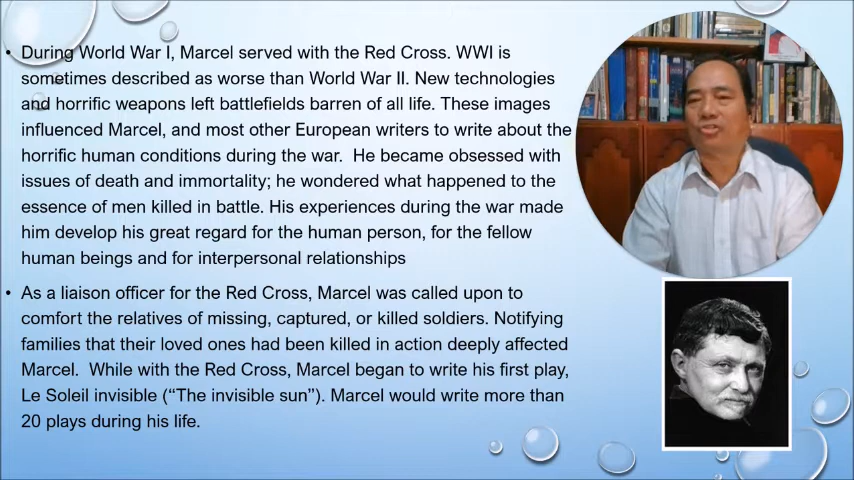 • During World War I, Marcel served with the Red Cross. WWI is
sometimes described as worse than World War II. New technologies
and horrific weapons left battlefields barren of all life. These images
influenced Marcel, and most other European writers to write about the
horrific human conditions during the war. He became obsessed with
issues of death and immortality; he wondered what happened to the
essence of men killed in battle. His experiences during the war made
him develop his great regard for the human person, for the fellow
human beings and for interpersonal relationships
• As a liaison officer for the Red Cross, Marcel was called upon to
comfort the relatives of missing, captured, or killed soldiers. Notifying
families that their loved ones had been killed in action deeply affected
Marcel. While with the Red Cross, Marcel began to write his first play,
Le Soleil invisible (“The invisible sun”). Marcel would write more than
20 plays during his life.